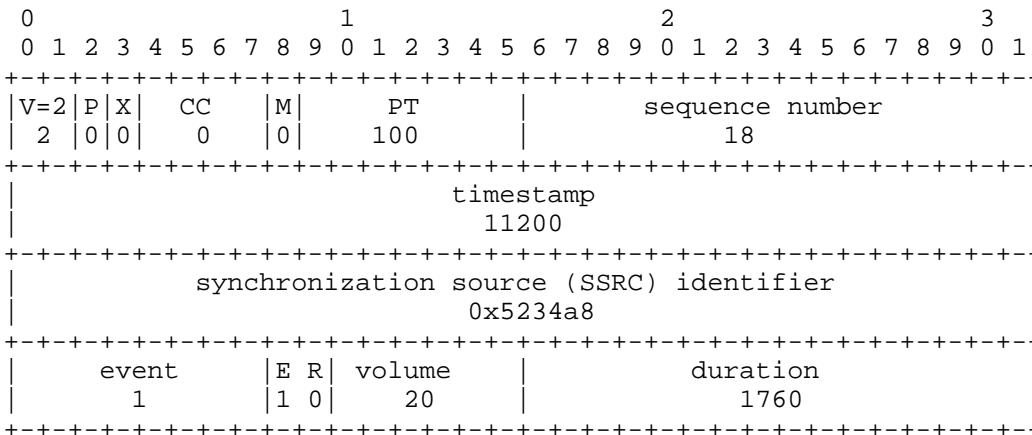 0                   1                   2                   3
0 1 2 3 4 5 6 7 8 9 0 1 2 3 4 5 6 7 8 9 0 1 2 3 4 5 6 7 8 9 0 1
+-+-+-+-+-+-+-+-+-+-+-+-+-+-+-+-+-+-+-+-+-+-+-+-+-+-+-+-+-+-+-+-
|V=2|P|X|  CC   |M|     PT      |       sequence number
| 2 |0|0|   0   |0|    100      |            18
+-+-+-+-+-+-+-+-+-+-+-+-+-+-+-+-+-+-+-+-+-+-+-+-+-+-+-+-+-+-+-+-
|                           timestamp
|                             11200
+-+-+-+-+-+-+-+-+-+-+-+-+-+-+-+-+-+-+-+-+-+-+-+-+-+-+-+-+-+-+-+-
|           synchronization source (SSRC) identifier
|                            0x5234a8
+-+-+-+-+-+-+-+-+-+-+-+-+-+-+-+-+-+-+-+-+-+-+-+-+-+-+-+-+-+-+-+-
|     event     |E R| volume    |          duration
|       1       |1 0|    20     |             1760
+-+-+-+-+-+-+-+-+-+-+-+-+-+-+-+-+-+-+-+-+-+-+-+-+-+-+-+-+-+-+-+-